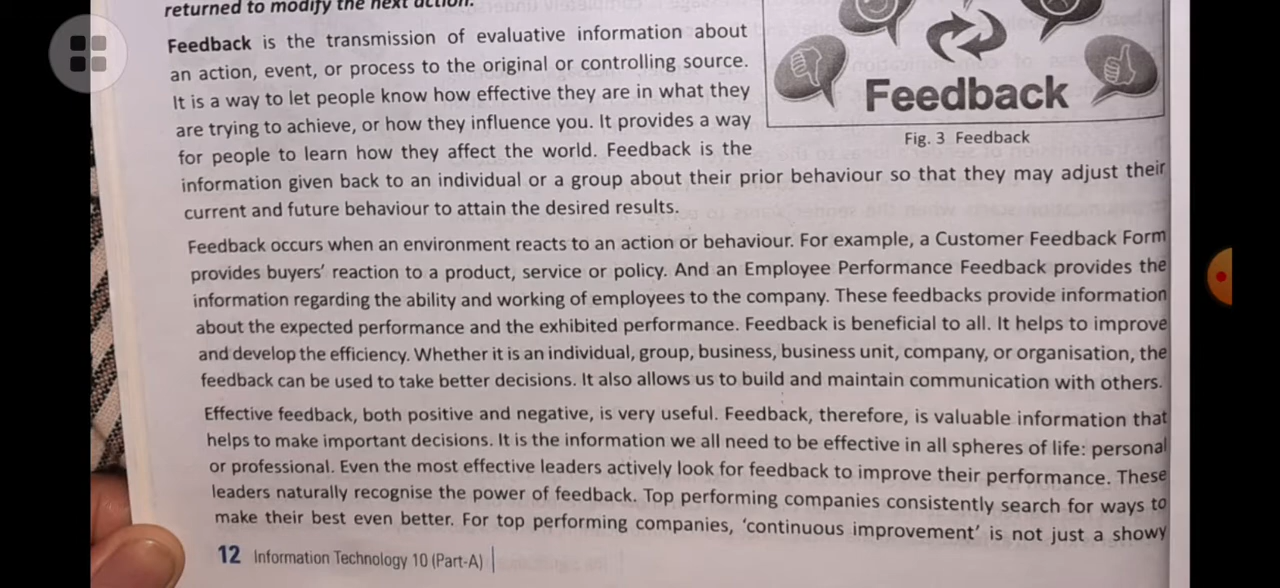 returned to modify the next action.
Feedback is the transmission of evaluative information about
an action, event, or process to the original or controlling source.
It is a way to let people know how effective they are in what they
are trying to achieve, or how they influence you. It provides a way
for people to learn how they affect the world. Feedback is the
information given back to an individual or a group about their prior behaviour so that they may adjust their
current and future behaviour to attain the desired results.
Feedback
Fig. 3 Feedback
Feedback occurs when an environment reacts to an action or behaviour. For example, a Customer Feedback Form
provides buyers' reaction to a product, service or policy. And an Employee Performance Feedback provides the
information regarding the ability and working of employees to the company. These feedbacks provide information
about the expected performance and the exhibited performance. Feedback is beneficial to all. It helps to improve
and develop the efficiency. Whether it is an individual, group, business, business unit, company, or organisation, the
feedback can be used to take better decisions. It also allows us to build and maintain communication with others.
Effective feedback, both positive and negative, is very useful. Feedback, therefore, is valuable information that
helps to make important decisions. It is the information we all need to be effective in all spheres of life: personal
or professional. Even the most effective leaders actively look for feedback to improve their performance. These
leaders naturally recognise the power of feedback. Top performing companies consistently search for ways to
make their best even better. For top performing companies, 'continuous improvement' is not just a showy
12 Information Technology 10 (Part-A)